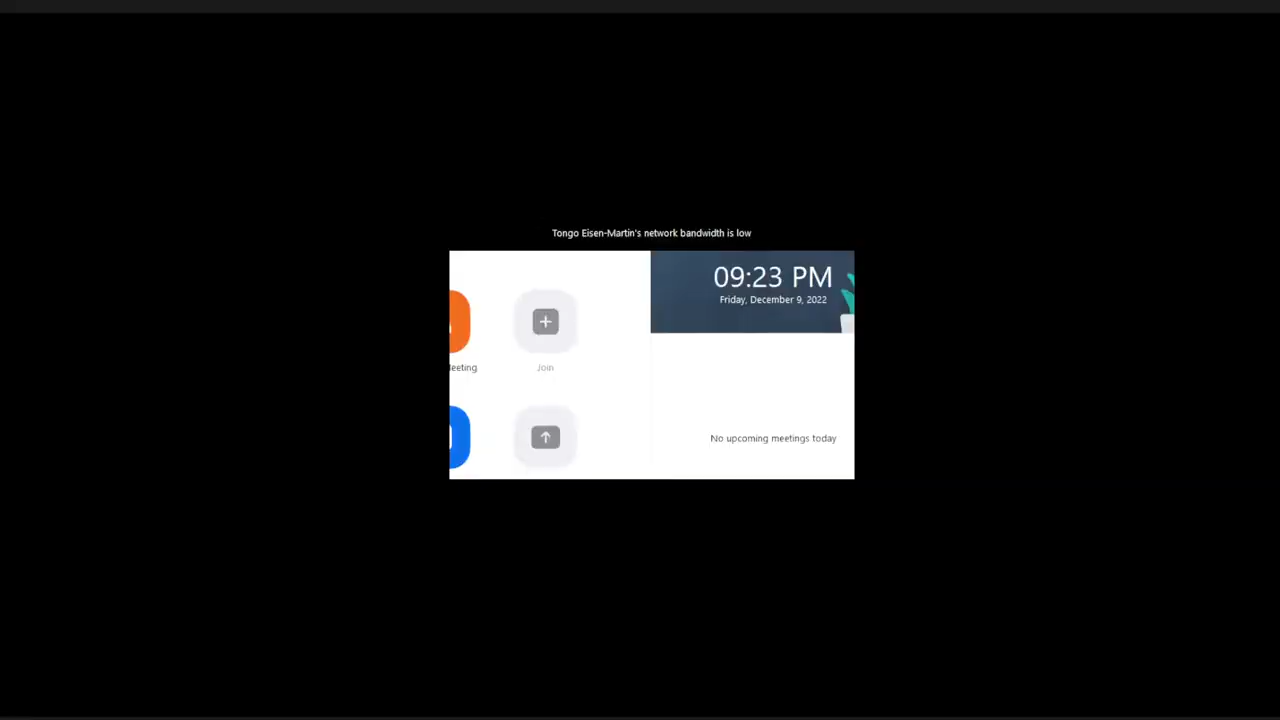 Tongo Eisen-Martin's network bandwidth is low
09:23 PM
Friday, December 9, 2022
Join
No upcoming meetings today